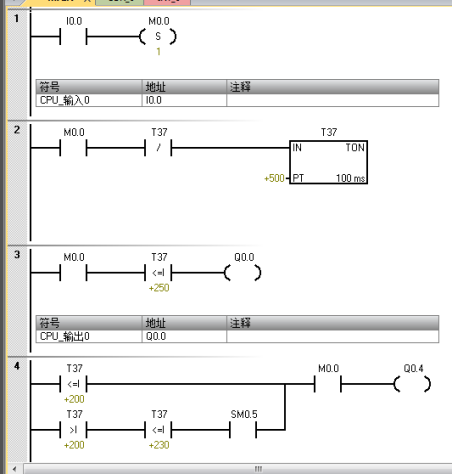 1 I0.0 M0.0
S
1
符号 地址 注释
CPU_输入0 I0.0
2 M0.0 T37 T37
/ IN TON
+500 PT 100 ms
3 M0.0 T37 Q0.0
<=I
+250
符号 地址 注释
CPU_输出0 Q0.0
4 T37 M0.0 Q0.4
<=I
+200
T37 T37 SM0.5
>I <=I
+200 +230